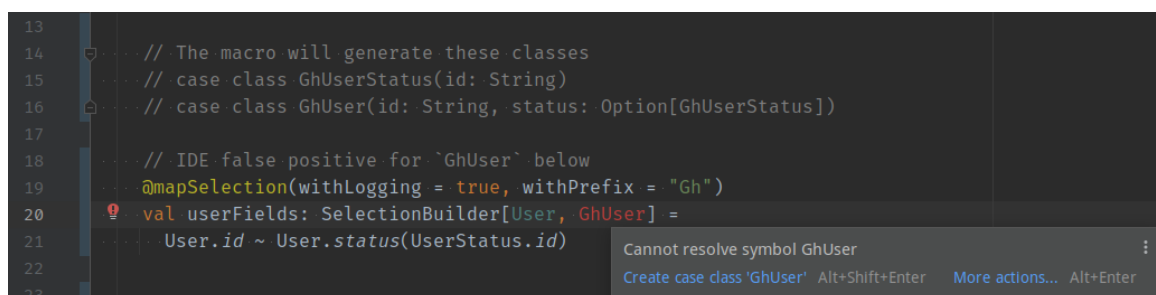 13
14 // The macro will generate these classes
15 // case class GhUserStatus(id: String)
16 // case class GhUser(id: String, status: Option[GhUserStatus])
17
18 // IDE false positive for `GhUser` below
19 @mapSelection(withLogging = true, withPrefix = "Gh")
20 val userFields: SelectionBuilder[User, GhUser] =
21 User.id ~ User.status(UserStatus.id)
Cannot resolve symbol GhUser
22
Create case class 'GhUser' Alt+Shift+Enter More actions... Alt+Enter
23